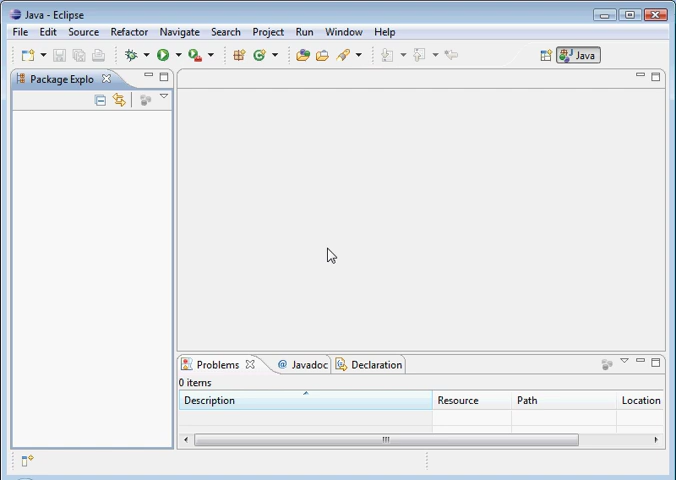 Java - Eclipse
File Edit Source Refactor Navigate Search Project Run Window Help
Java
Package Explo
Problems @ Javadoc Declaration
0 items
Description Resource Path Location